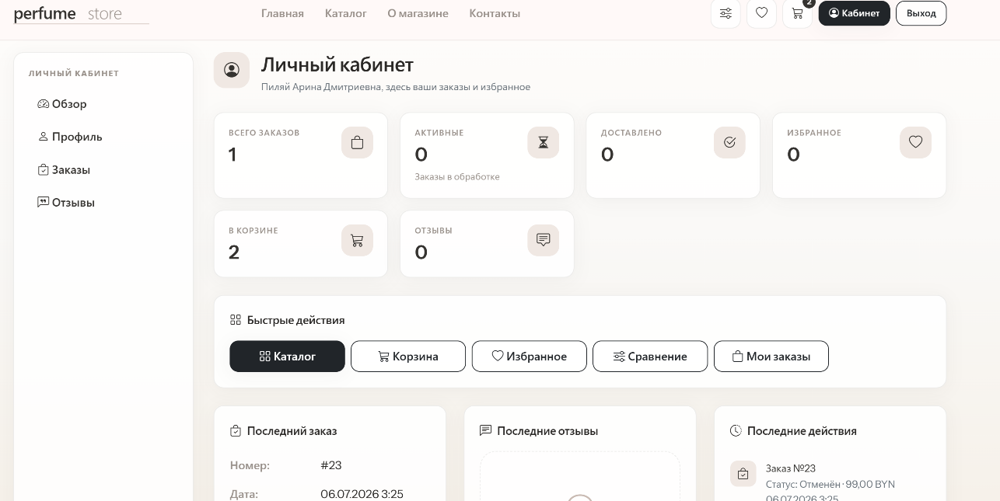 perfume store
Главная Каталог О магазине Контакты
2
Кабинет
Выход
ЛИЧНЫЙ КАБИНЕТ
Обзор
Профиль
Заказы
Отзывы
Личный кабинет
Пиляй Арина Дмитриевна, здесь ваши заказы и избранное
ВСЕГО ЗАКАЗОВ
1
АКТИВНЫЕ
0
Заказы в обработке
ДОСТАВЛЕНО
0
ИЗБРАННОЕ
0
В КОРЗИНЕ
2
ОТЗЫВЫ
0
Быстрые действия
Каталог
Корзина
Избранное
Сравнение
Мои заказы
Последний заказ
Номер: #23
Дата: 06.07.2026 3:25
Последние отзывы
Последние действия
Заказ №23
Статус: Отменён · 99,00 BYN
06.07.2026 3:25